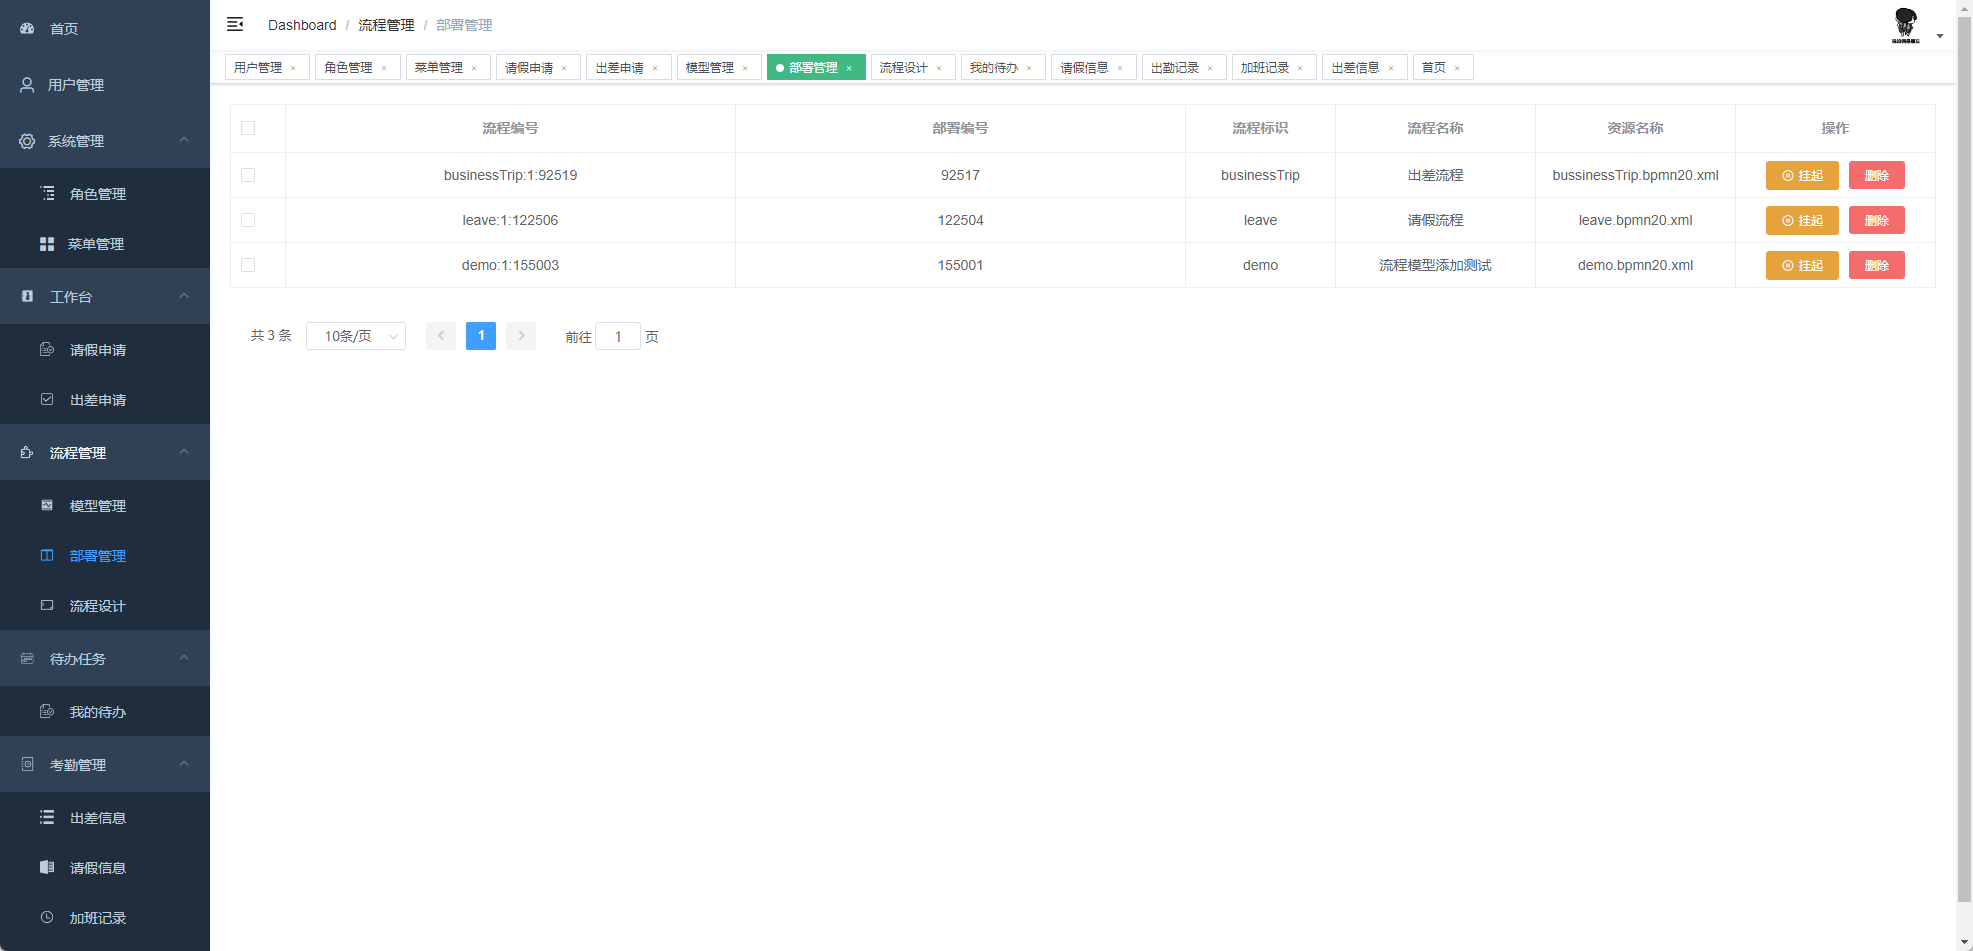 首页
用户管理
系统管理
角色管理
菜单管理
工作台
请假申请
出差申请
流程管理
模型管理
部署管理
流程设计
待办任务
我的待办
考勤管理
出差信息
请假信息
加班记录
Dashboard / 流程管理 / 部署管理
用户管理 × 角色管理 × 菜单管理 × 请假申请 × 出差申请 × 模型管理 × 部署管理 × 流程设计 × 我的待办 × 请假信息 × 出勤记录 × 加班记录 × 出差信息 × 首页 ×
流程编号 部署编号 流程标识 流程名称 资源名称 操作
businessTrip:1:92519 92517 businessTrip 出差流程 bussinessTrip.bpmn20.xml 挂起 删除
leave:1:122506 122504 leave 请假流程 leave.bpmn20.xml 挂起 删除
demo:1:155003 155001 demo 流程模型添加测试 demo.bpmn20.xml 挂起 删除
共 3 条 10条/页 1 前往 1 页